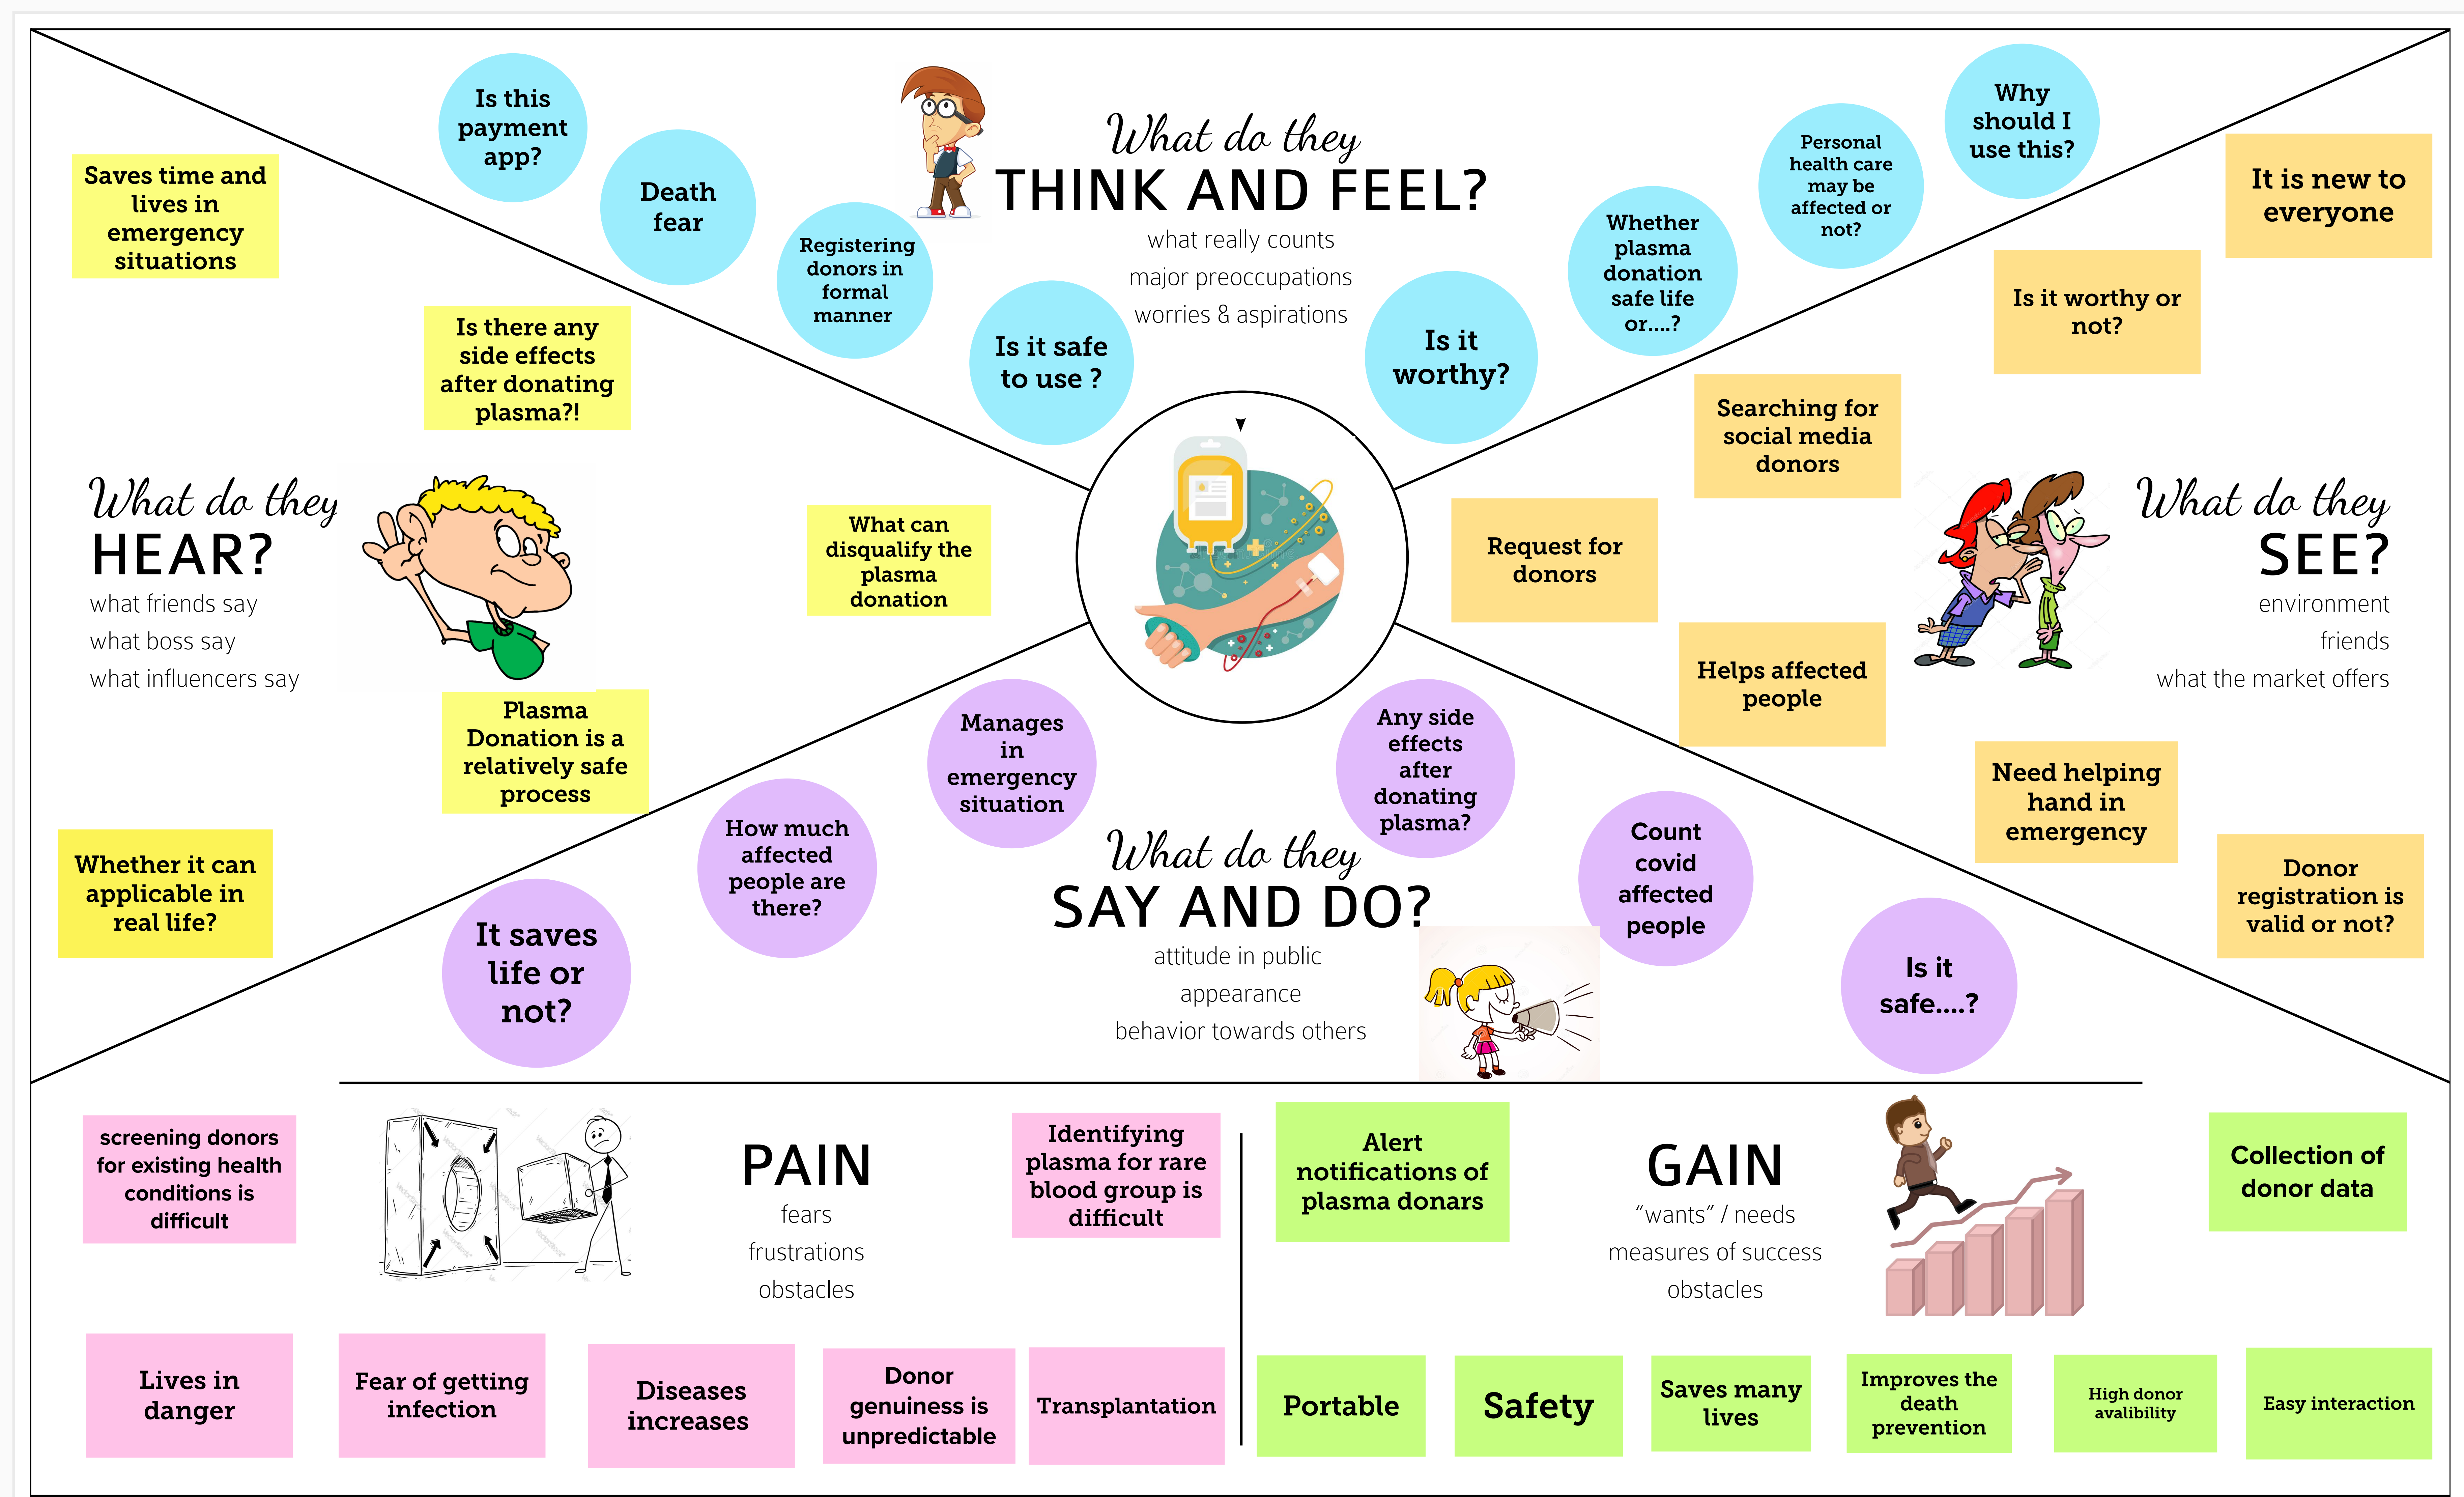 Is this
payment
app?
Death
fear
Registering
donors in
formal
manner
Is it safe
to use ?
What do they
THINK AND FEEL?
what really counts
major preoccupations
worries & aspirations
Is it
worthy?
Whether
plasma
donation
safe life
or....?
Personal
health care
may be
affected or
not?
Why
should I
use this?
Saves time and
lives in
emergency
situations
Is there any
side effects
after donating
plasma?!
What do they
HEAR?
what friends say
what boss say
what influencers say
What can
disqualify the
plasma
donation
Plasma
Donation is a
relatively safe
process
Whether it can
applicable in
real life?
It is new to
everyone
Is it worthy or
not?
Searching for
social media
donors
Request for
donors
What do they
SEE?
environment
friends
what the market offers
Helps affected
people
Need helping
hand in
emergency
Donor
registration is
valid or not?
Manages
in
emergency
situation
How much
affected
people are
there?
It saves
life or
not?
What do they
SAY AND DO?
attitude in public
appearance
behavior towards others
Any side
effects
after
donating
plasma?
Count
covid
affected
people
Is it
safe....?
screening donors
for existing health
conditions is
difficult
PAIN
fears
frustrations
obstacles
Identifying
plasma for rare
blood group is
difficult
Lives in
danger
Fear of getting
infection
Diseases
increases
Donor
genuiness is
unpredictable
Transplantation
Alert
notifications of
plasma donars
GAIN
“wants” / needs
measures of success
obstacles
Collection of
donor data
Portable
Safety
Saves many
lives
Improves the
death
prevention
High donor
avalibility
Easy interaction